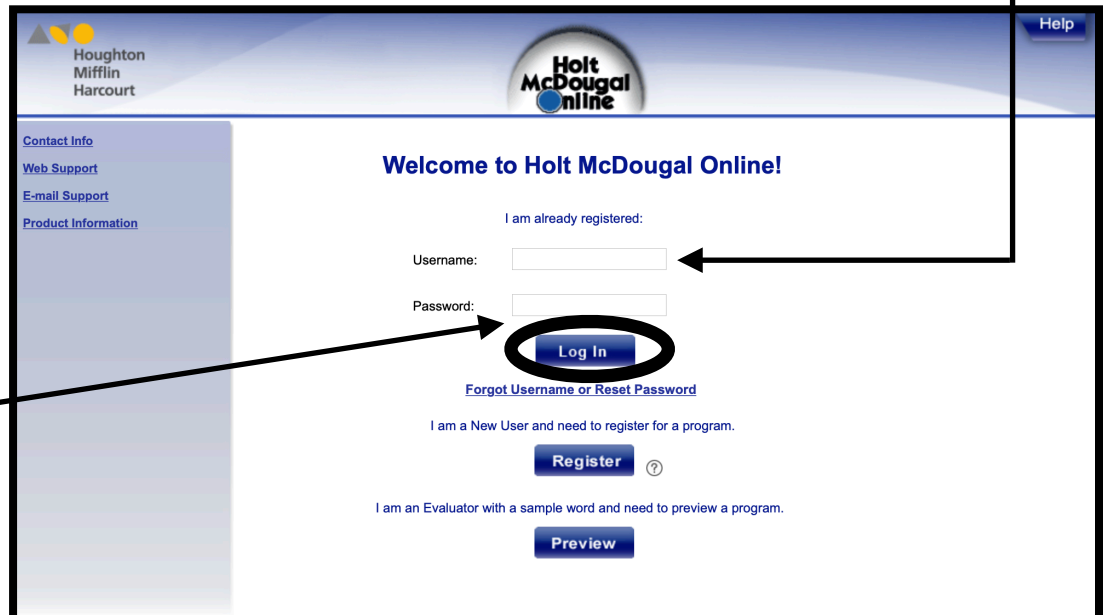 Houghton
Mifflin
Harcourt
Holt
McDougal
Online
Help
Contact Info
Web Support
E-mail Support
Product Information
Welcome to Holt McDougal Online!
I am already registered:
Username:
Password:
Log In
Forgot Username or Reset Password
I am a New User and need to register for a program.
Register ?
I am an Evaluator with a sample word and need to preview a program.
Preview